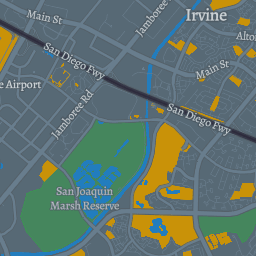 Irvine
Main St
Jamboree Rd
Alto
San Diego Fwy
Main St
e Airport
San Diego Fwy
Jamboree Rd
San Joaquin
Marsh Reserve